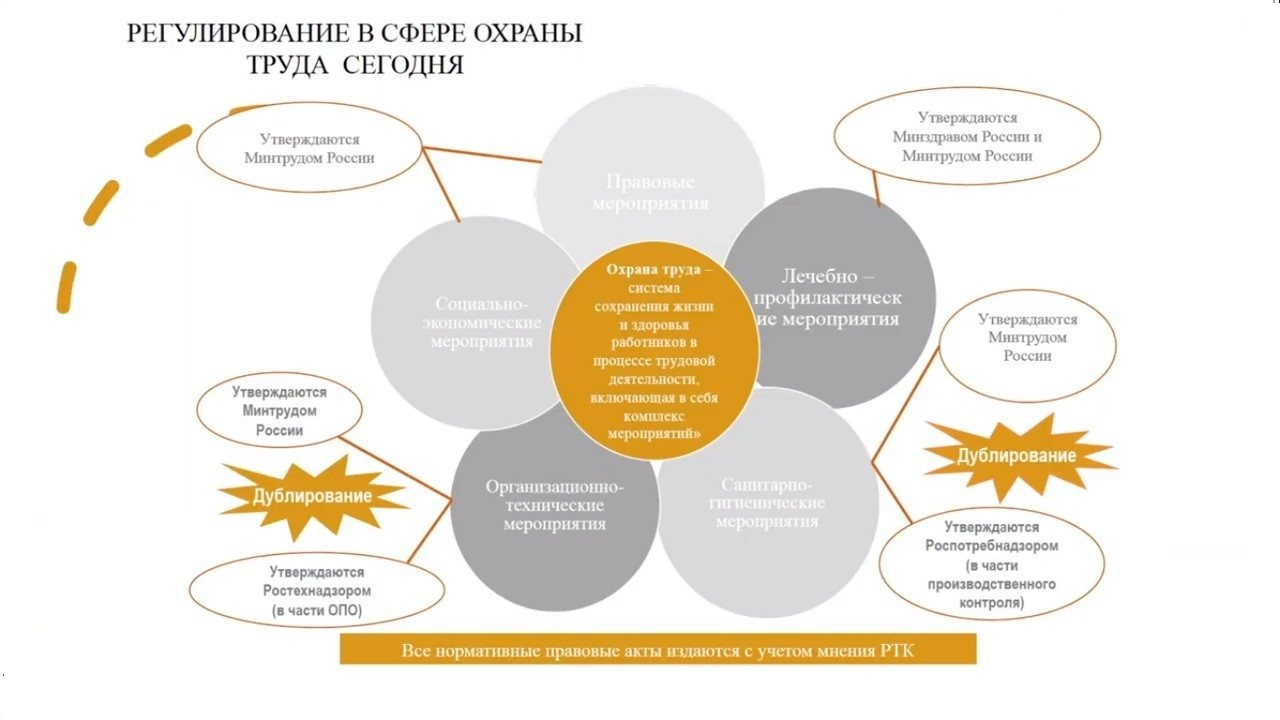 РЕГУЛИРОВАНИЕ В СФЕРЕ ОХРАНЫ
ТРУДА СЕГОДНЯ
Утверждаются
Минтрудом России
Правовые
мероприятия
Утверждаются
Минздравом России и
Минтрудом России
Социально-
экономические
мероприятия
Охрана труда –
система
сохранения жизни
и здоровья
работников в
процессе трудовой
деятельности,
включающая в себя
комплекс
мероприятий»
Лечебно –
профилактическ
ие мероприятия
Утверждаются
Минтрудом
России
Утверждаются
Минтрудом
России
Дублирование
Дублирование
Организационно-
технические
мероприятия
Санитарно-
гигиенические
мероприятия
Утверждаются
Ростехнадзором
(в части ОПО)
Утверждаются
Роспотребнадзором
(в части
производственного
контроля)
Все нормативные правовые акты издаются с учетом мнения РТК